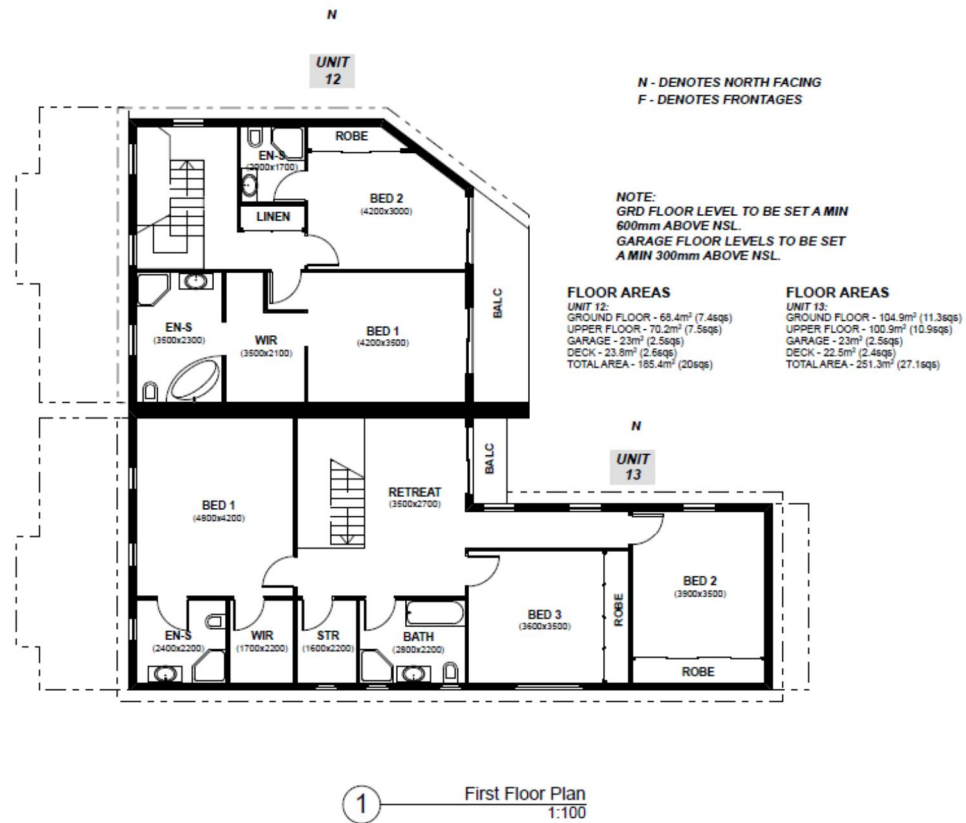 N
UNIT
12
N - DENOTES NORTH FACING
F - DENOTES FRONTAGES
ROBE
EN-S
(2000x1700)
BED 2
(4200x3000)
LINEN
NOTE:
GRD FLOOR LEVEL TO BE SET A MIN
600mm ABOVE NSL.
GARAGE FLOOR LEVELS TO BE SET
A MIN 300mm ABOVE NSL.
FLOOR AREAS
UNIT 12:
GROUND FLOOR - 68.4m² (7.4sqs)
UPPER FLOOR - 70.2m² (7.5sqs)
GARAGE - 23m² (2.5sqs)
DECK - 23.8m² (2.6sqs)
TOTAL AREA - 185.4m² (20sqs)
FLOOR AREAS
UNIT 13:
GROUND FLOOR - 104.9m² (11.3sqs)
UPPER FLOOR - 100.9m² (10.9sqs)
GARAGE - 23m² (2.5sqs)
DECK - 22.5m² (2.4sqs)
TOTAL AREA - 251.3m² (27.1sqs)
BALC
EN-S
(3500x2300)
WIR
(3500x2100)
BED 1
(4200x3500)
N
UNIT
13
BALC
BED 1
(4800x4200)
RETREAT
(3500x2700)
BED 2
(3900x3500)
BED 3
(3600x3500)
ROBE
EN-S
(2400x2200)
WIR
(1700x2200)
STR
(1600x2200)
BATH
(2800x2200)
ROBE
1
First Floor Plan
1:100